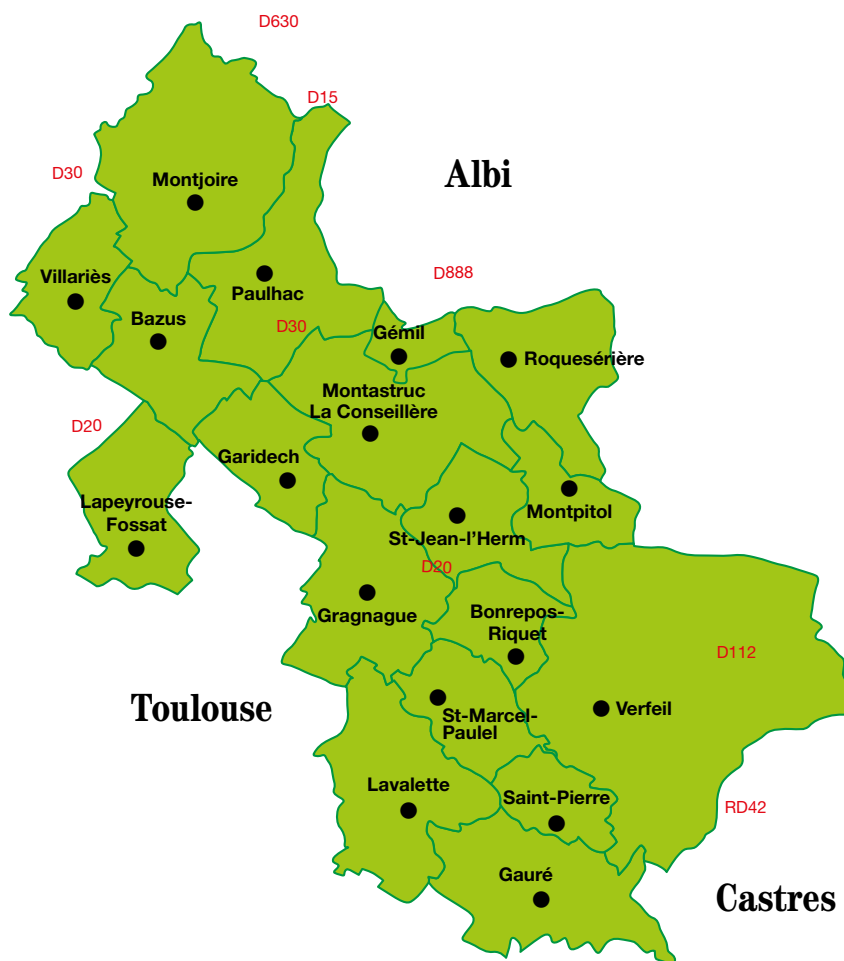 D630
D15
Albi
D30
Montjoire
Villariès
Paulhac
D888
Bazus
D30
Gémil
Roquesérière
Montastruc
La Conseillère
D20
Garidech
Lapeyrouse-
Fossat
Montpitol
St-Jean-l'Herm
D20
Gragnague
Bonrepos-
Riquet
D112
Toulouse
St-Marcel-
Paulel
Verfeil
Lavalette
Saint-Pierre
RD42
Gauré
Castres